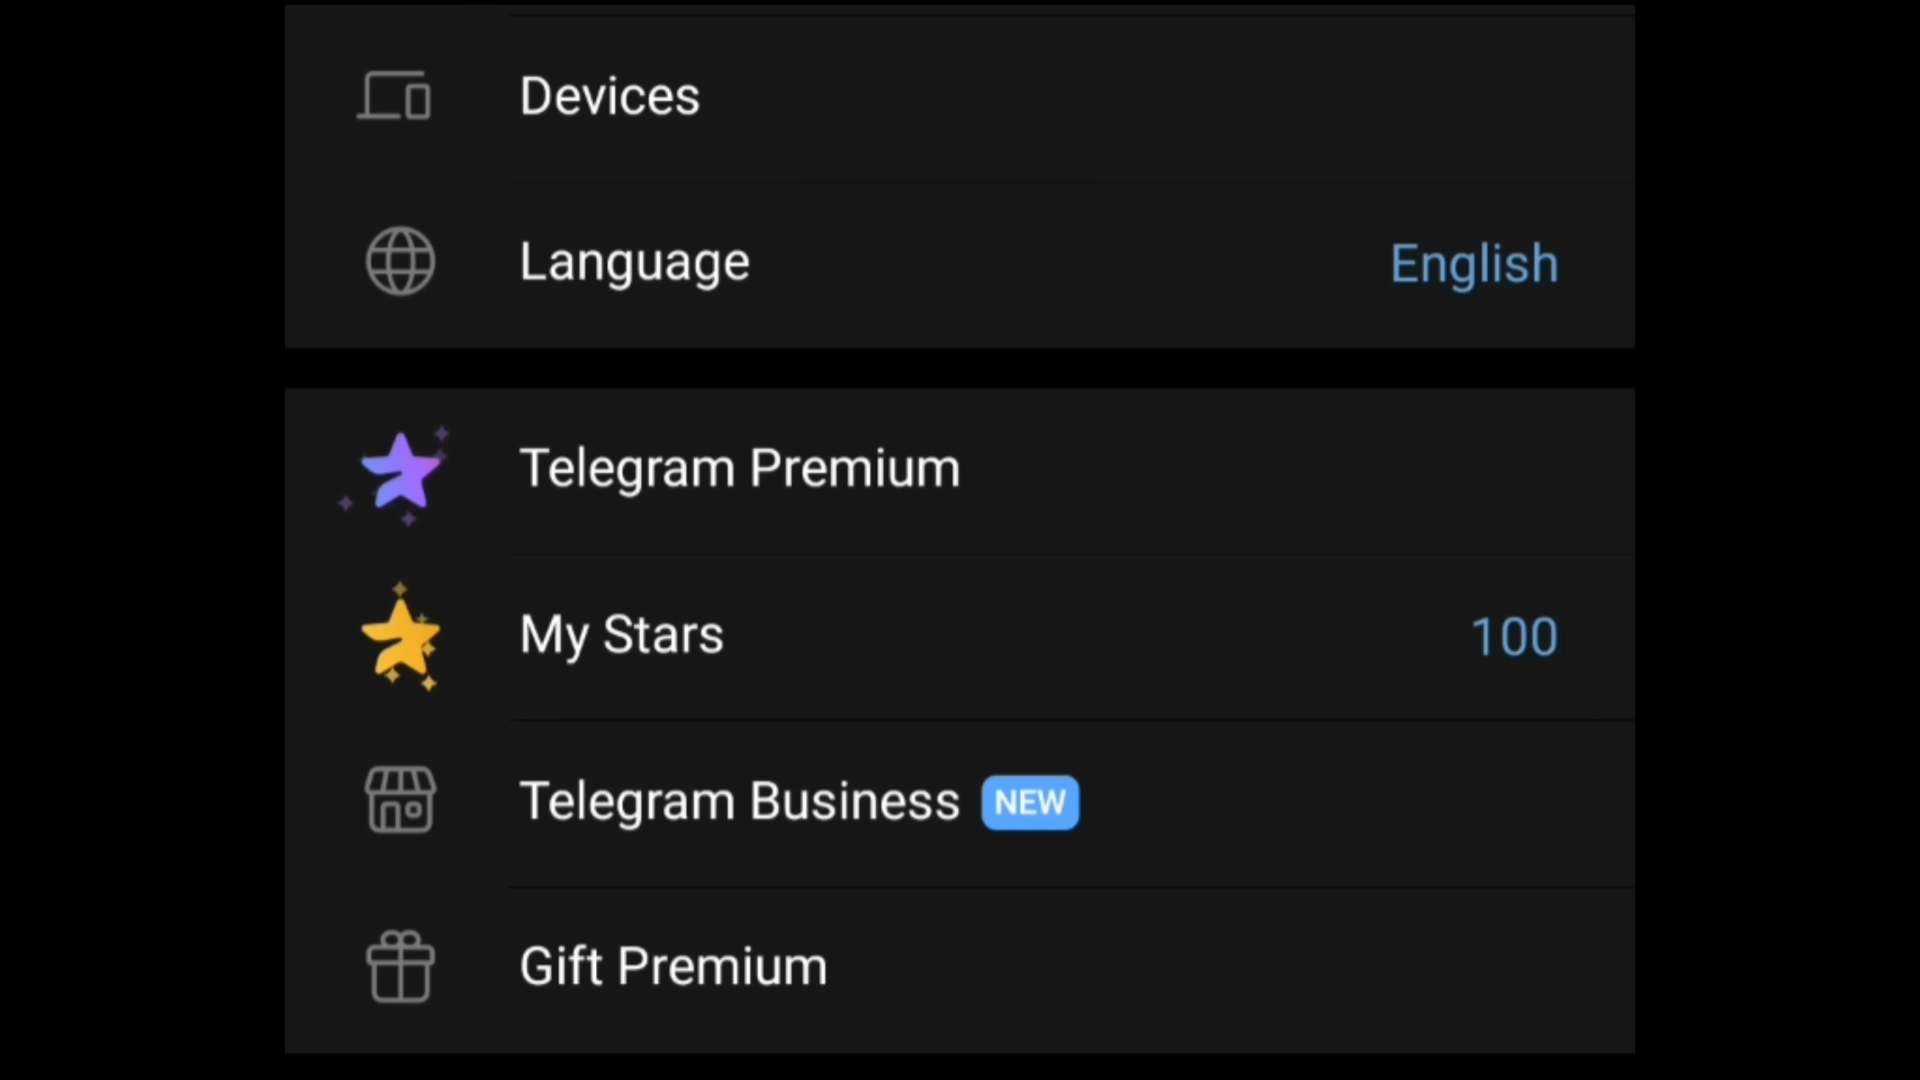 Devices
Language English
Telegram Premium
My Stars 100
Telegram Business NEW
Gift Premium